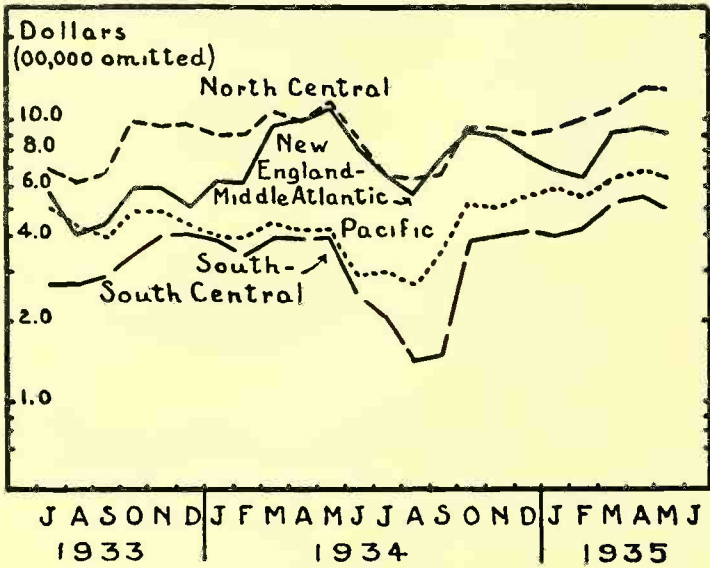 Dollars
(00,000 omitted)
10.0
8.0
6.0
4.0
2.0
1.0
North Central
New
England-
Middle Atlantic
Pacific
South-
South Central
J A S O N D J F M A M J J A S O N D J F M A M J
1933 1934 1935